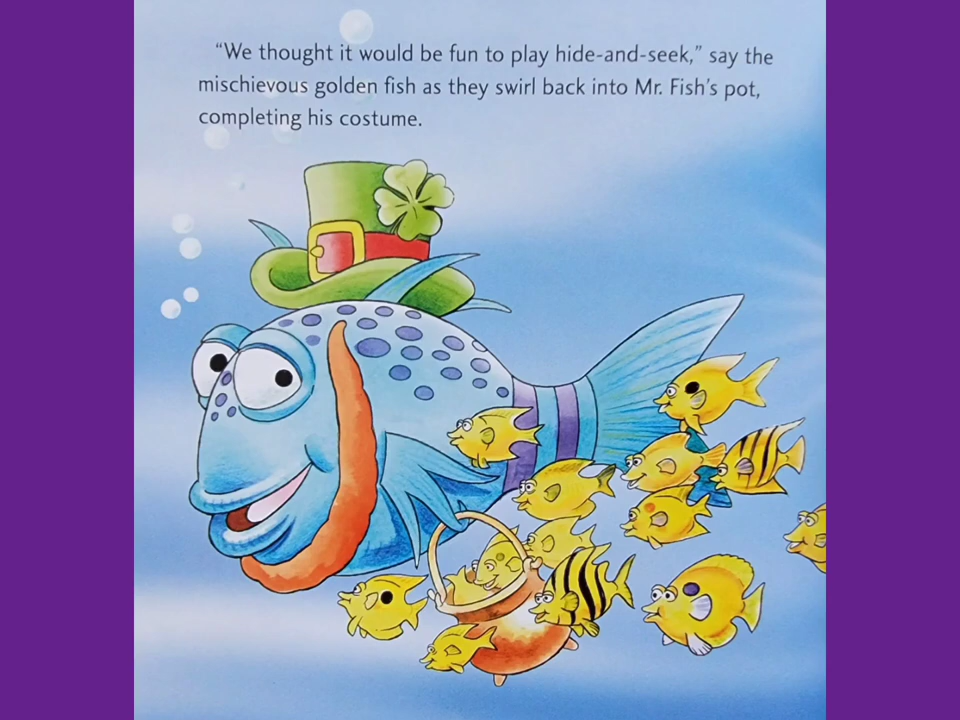 “We thought it would be fun to play hide-and-seek,” say the
mischievous golden fish as they swirl back into Mr. Fish’s pot,
completing his costume.